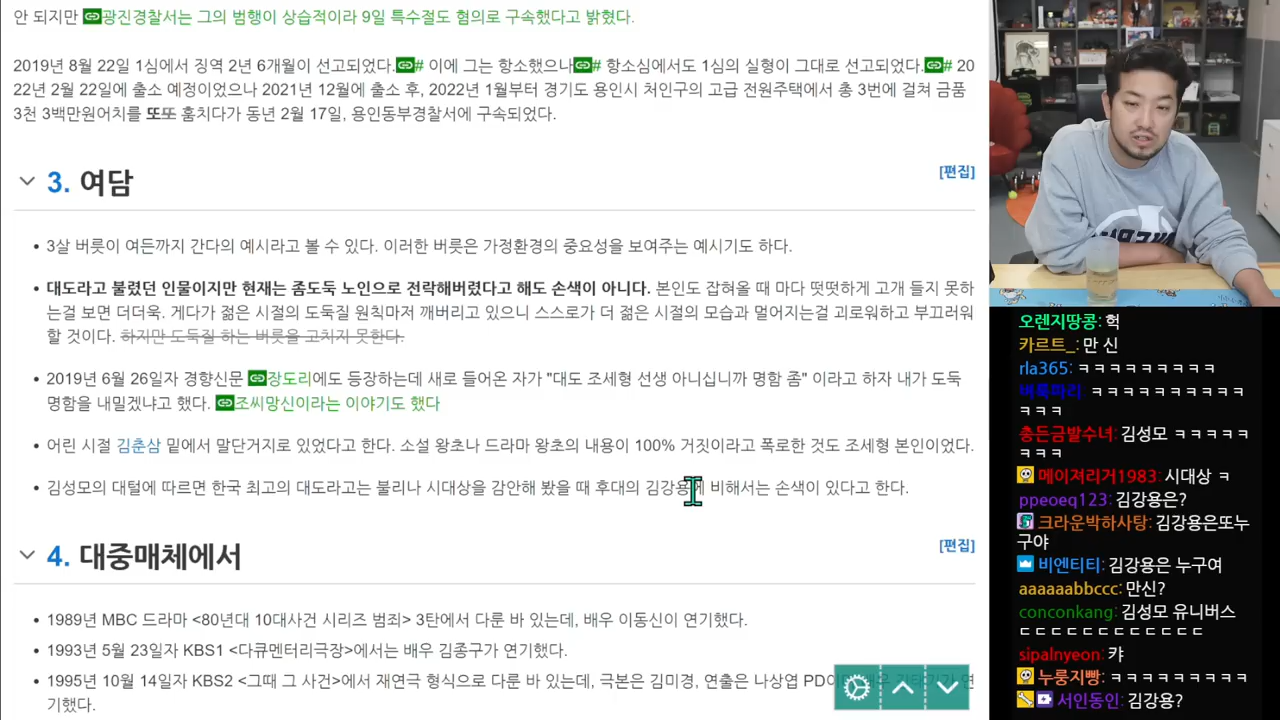 안 되지만 광진경찰서는 그의 범행이 상습적이라 9일 특수절도 혐의로 구속했다고 밝혔다.
2019년 8월 22일 1심에서 징역 2년 6개월이 선고되었다.# 이에 그는 항소했으나# 항소심에서도 1심의 실형이 그대로 선고되었다.# 20
22년 2월 22일에 출소 예정이었으나 2021년 12월에 출소 후, 2022년 1월부터 경기도 용인시 처인구의 고급 전원주택에서 총 3번에 걸쳐 금품
3천 3백만원어치를 또또 훔치다가 동년 2월 17일, 용인동부경찰서에 구속되었다.
3. 여담
[편집]
• 3살 버릇이 여든까지 간다의 예시라고 볼 수 있다. 이러한 버릇은 가정환경의 중요성을 보여주는 예시기도 하다.
• 대도라고 불렸던 인물이지만 현재는 좀도둑 노인으로 전락해버렸다고 해도 손색이 아니다. 본인도 잡혀올 때 마다 떳떳하게 고개 들지 못하
는걸 보면 더더욱. 게다가 젊은 시절의 도둑질 원칙마저 깨버리고 있으니 스스로가 더 젊은 시절의 모습과 멀어지는걸 괴로워하고 부끄러워
할 것이다. 하지만 도둑질 하는 버릇을 고치지 못한다.
• 2019년 6월 26일자 경향신문 장도리에도 등장하는데 새로 들어온 자가 "대도 조세형 선생 아니십니까 명함 좀" 이라고 하자 내가 도둑
명함을 내밀겠냐고 했다. 조씨망신이라는 이야기도 했다
• 어린 시절 김춘삼 밑에서 말단거지로 있었다고 한다. 소설 왕초나 드라마 왕초의 내용이 100% 거짓이라고 폭로한 것도 조세형 본인이었다.
• 김성모의 대털에 따르면 한국 최고의 대도라고는 불리나 시대상을 감안해 봤을 때 후대의 김강용에 비해서는 손색이 있다고 한다.
4. 대중매체에서
[편집]
• 1989년 MBC 드라마 <80년대 10대사건 시리즈 범죄> 3탄에서 다룬 바 있는데, 배우 이동신이 연기했다.
• 1993년 5월 23일자 KBS1 <다큐멘터리극장>에서는 배우 김종구가 연기했다.
• 1995년 10월 14일자 KBS2 <그때 그 사건>에서 재연극 형식으로 다룬 바 있는데, 극본은 김미경, 연출은 나상엽 PD이며 배우 연
기했다.
오렌지땅콩: 헉
카르트_: 만 신
rla365: ㅋㅋㅋㅋㅋㅋㅋㅋㅋ
벼룩파리 ㅋㅋㅋㅋㅋㅋㅋㅋㅋㅋ
ㅋㅋㅋ
총든금발수녀: 김성모 ㅋㅋㅋㅋㅋ
ㅋㅋㅋ
메이져리거1983: 시대상 ㅋ
ppeoeq123: 김강용은?
크라운박하사탕: 김강용은또누
구야
비엔티티: 김강용은 누구여
aaaaaabbccc: 만신?
conconkang: 김성모 유니버스
ㄷㄷㄷㄷㄷㄷㄷㄷㄷㄷㄷㄷ
sipalnyeon: 캬
누룽지빵: ㅋㅋㅋㅋㅋㅋㅋㅋㅋ
서인동인: 김강용?